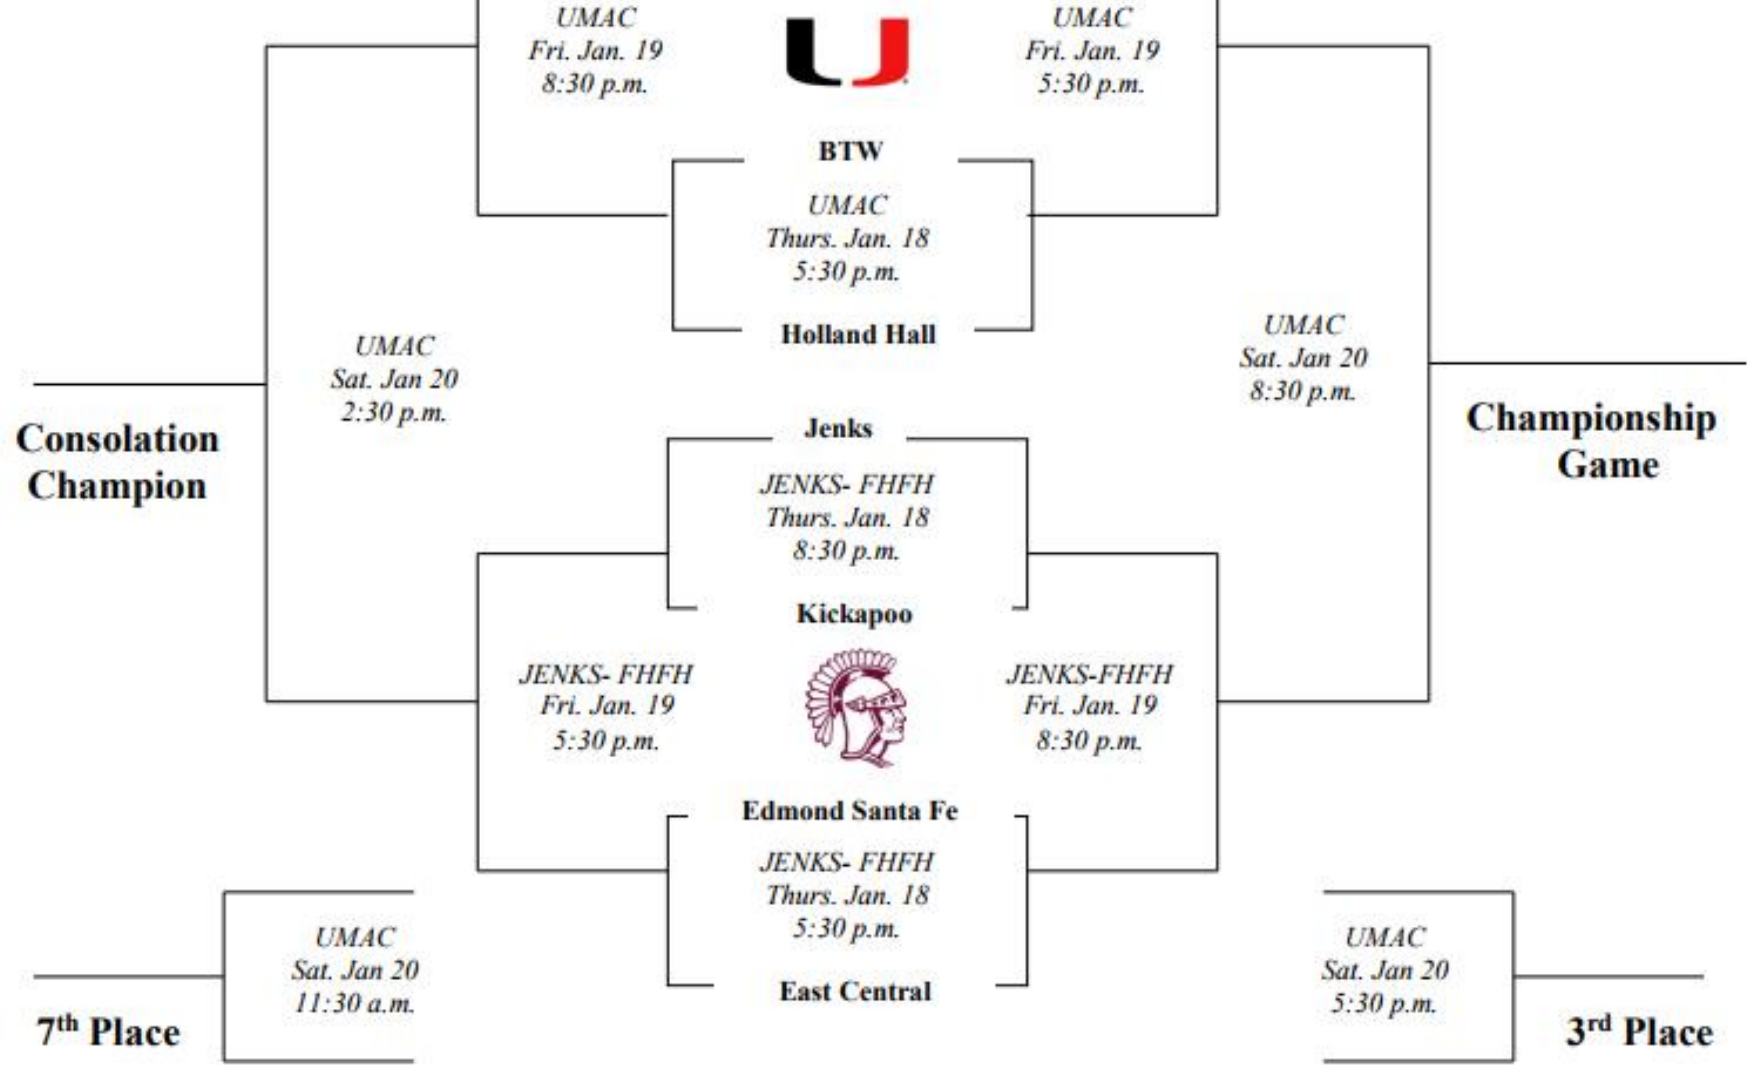 UMAC
Fri. Jan. 19
8:30 p.m.
UMAC
Fri. Jan. 19
5:30 p.m.
BTW
UMAC
Thurs. Jan. 18
5:30 p.m.
Holland Hall
UMAC
Sat. Jan 20
2:30 p.m.
UMAC
Sat. Jan 20
8:30 p.m.
Consolation
Champion
Championship
Game
Jenks
JENKS- FHFH
Thurs. Jan. 18
8:30 p.m.
Kickapoo
JENKS- FHFH
Fri. Jan. 19
5:30 p.m.
JENKS-FHFH
Fri. Jan. 19
8:30 p.m.
Edmond Santa Fe
JENKS- FHFH
Thurs. Jan. 18
5:30 p.m.
East Central
UMAC
Sat. Jan 20
11:30 a.m.
7th Place
UMAC
Sat. Jan 20
5:30 p.m.
3rd Place